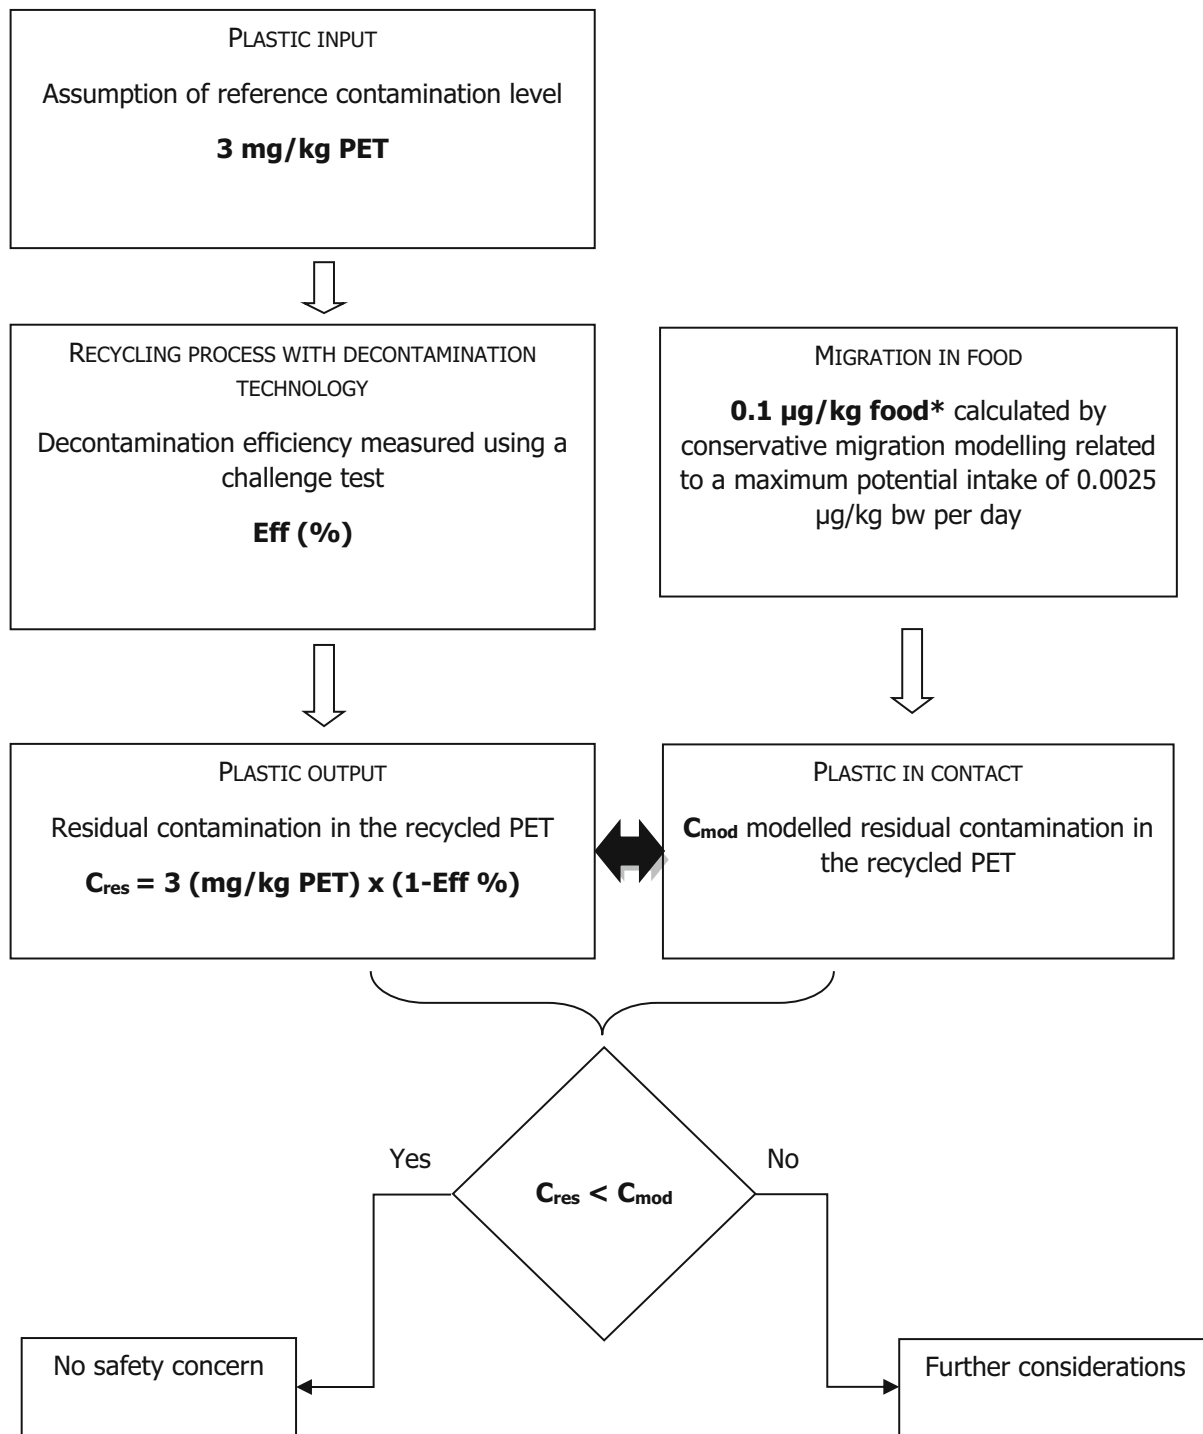 PLASTIC INPUT
Assumption of reference contamination level
3 mg/kg PET
RECYCLING PROCESS WITH DECONTAMINATION
TECHNOLOGY
Decontamination efficiency measured using a
challenge test
Eff (%)
MIGRATION IN FOOD
0.1 µg/kg food* calculated by
conservative migration modelling related
to a maximum potential intake of 0.0025
µg/kg bw per day
PLASTIC OUTPUT
Residual contamination in the recycled PET
Cres = 3 (mg/kg PET) x (1-Eff %)
PLASTIC IN CONTACT
Cmod modelled residual contamination in
the recycled PET
Yes
No
Cres < Cmod
No safety concern
Further considerations